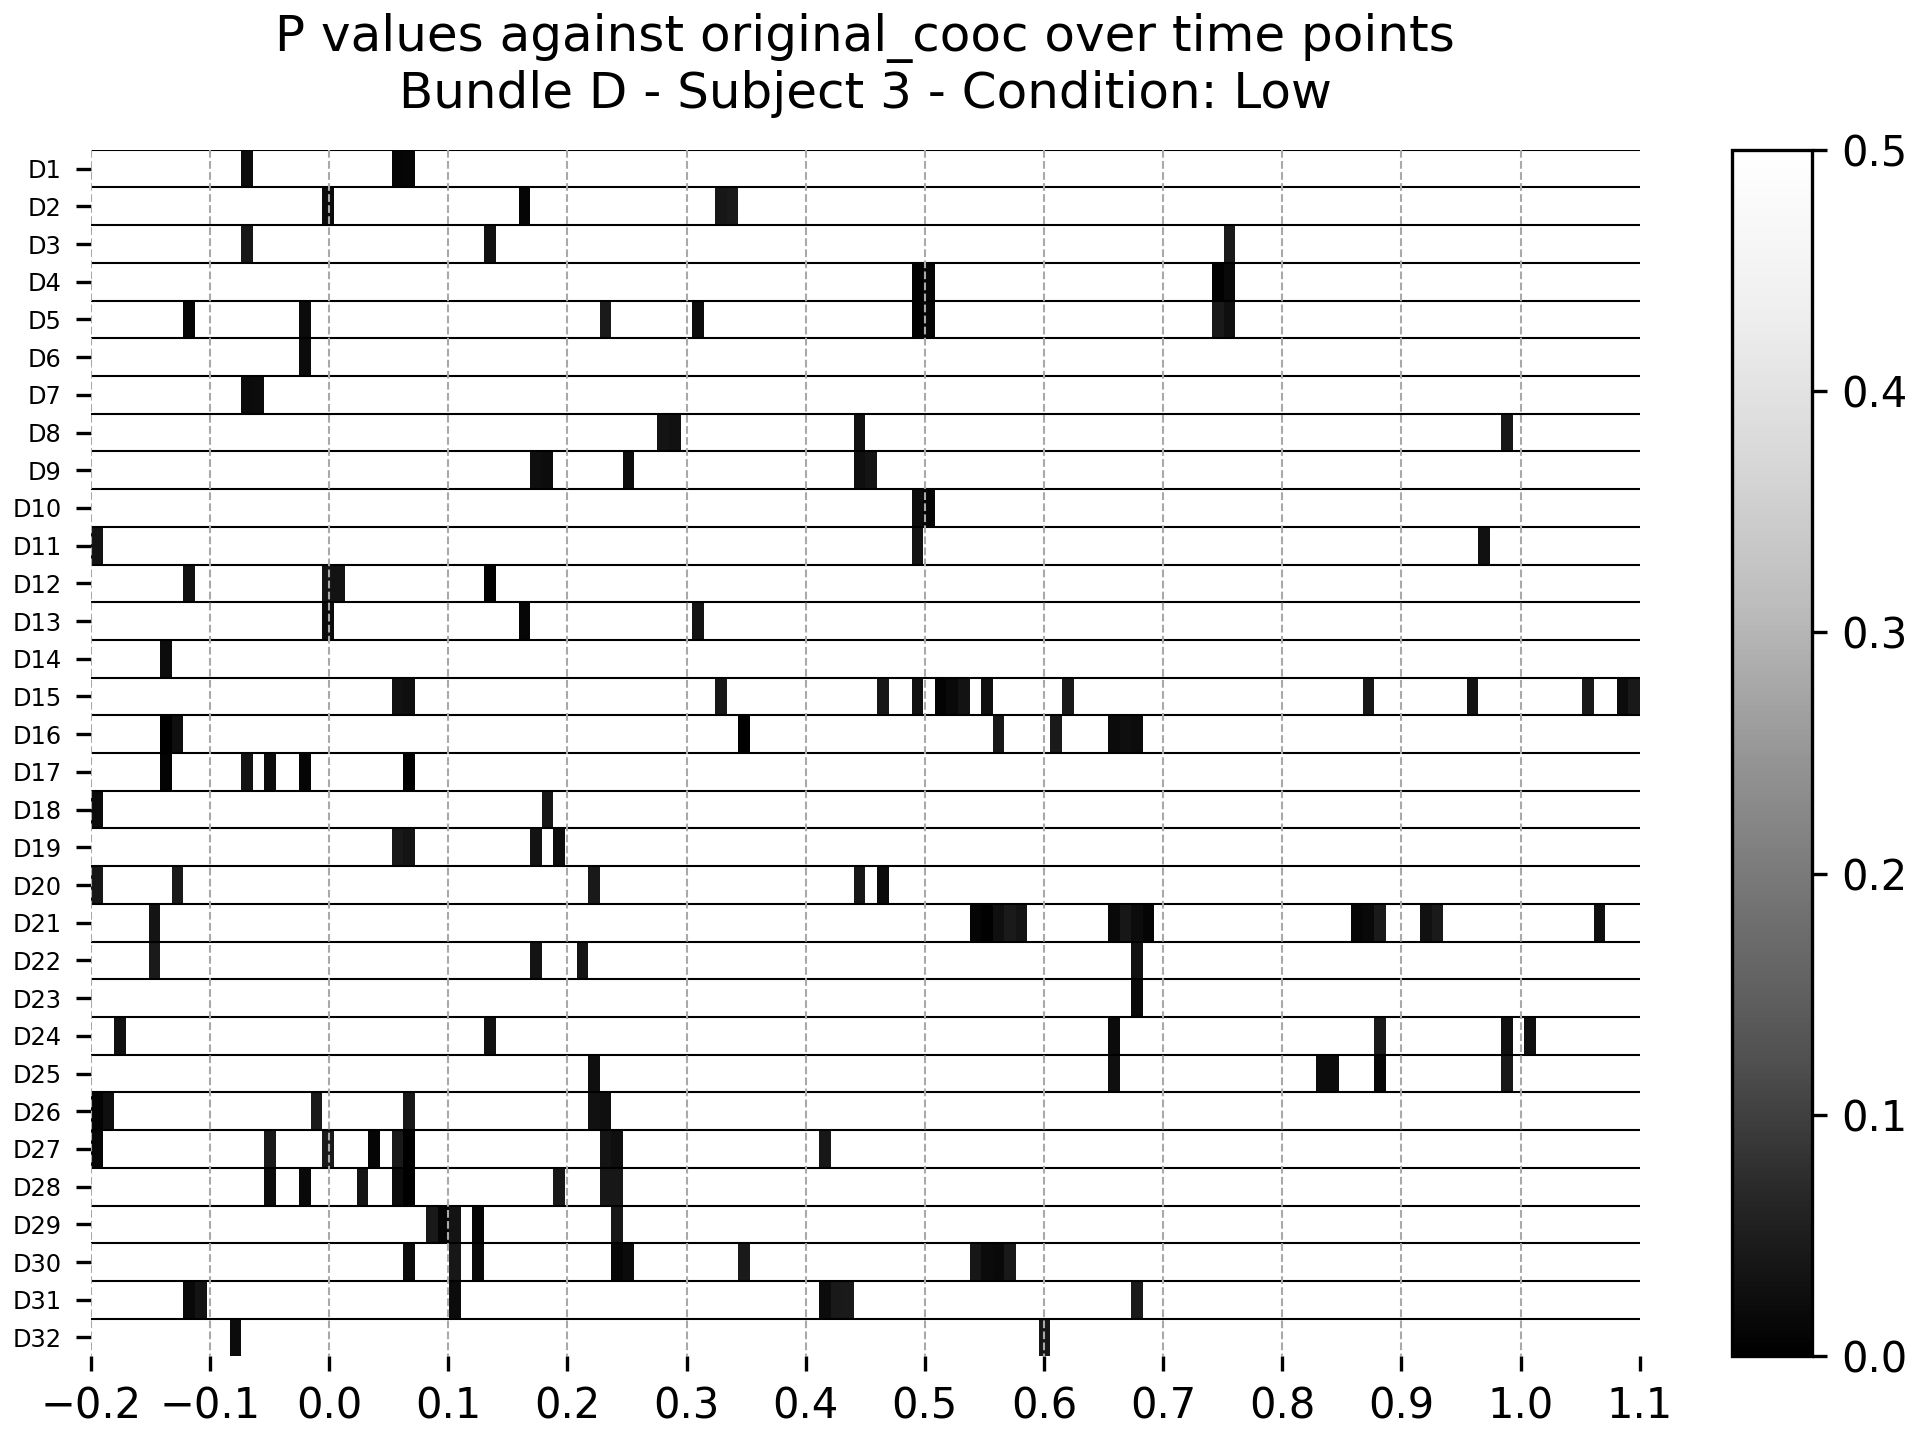 P values against original_cooc over time points
Bundle D - Subject 3 - Condition: Low
D1
D2
D3
D4
D5
D6
D7
D8
D9
D10
D11
D12
D13
D14
D15
D16
D17
D18
D19
D20
D21
D22
D23
D24
D25
D26
D27
D28
D29
D30
D31
D32
−0.2 −0.1 0.0 0.1 0.2 0.3 0.4 0.5 0.6 0.7 0.8 0.9 1.0 1.1
0.5
0.4
0.3
0.2
0.1
0.0